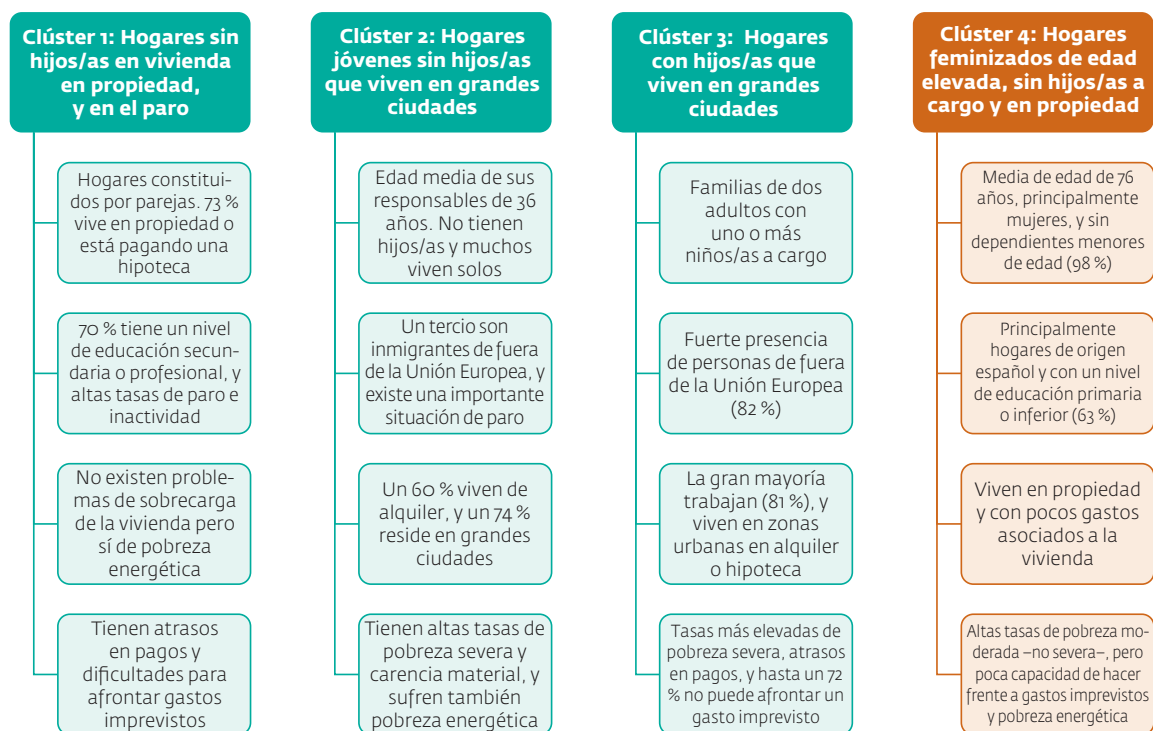 Clúster 1: Hogares sin
hijos/as en vivienda
en propiedad,
y en el paro
Hogares constitui-
dos por parejas. 73 %
vive en propiedad o
está pagando una
hipoteca
70 % tiene un nivel
de educación secun-
daria o profesional, y
altas tasas de paro e
inactividad
No existen proble-
mas de sobrecarga
de la vivienda pero
sí de pobreza
energética
Tienen atrasos
en pagos y
dificultades para
afrontar gastos
imprevistos
Clúster 2: Hogares
jóvenes sin hijos/as
que viven en grandes
ciudades
Edad media de sus
responsables de 36
años. No tienen
hijos/as y muchos
viven solos
Un tercio son
inmigrantes de fuera
de la Unión Europea, y
existe una importante
situación de paro
Un 60 % viven de
alquiler, y un 74 %
reside en grandes
ciudades
Tienen altas tasas de
pobreza severa y
carencia material, y
sufren también
pobreza energética
Clúster 3: Hogares
con hijos/as que
viven en grandes
ciudades
Familias de dos
adultos con
uno o más
niños/as a cargo
Fuerte presencia
de personas de fuera
de la Unión Europea
(82 %)
La gran mayoría
trabajan (81 %), y
viven en zonas
urbanas en alquiler
o hipoteca
Tasas más elevadas de
pobreza severa, atrasos
en pagos, y hasta un 72
% no puede afrontar un
gasto imprevisto
Clúster 4: Hogares
feminizados de edad
elevada, sin hijos/as a
cargo y en propiedad
Media de edad de 76
años, principalmente
mujeres, y sin
dependientes menores
de edad (98 %)
Principalmente
hogares de origen
español y con un nivel
de educación primaria
o inferior (63 %)
Viven en propiedad
y con pocos gastos
asociados a la
vivienda
Altas tasas de pobreza mo-
derada –no severa–, pero
poca capacidad de hacer
frente a gastos imprevistos
y pobreza energética